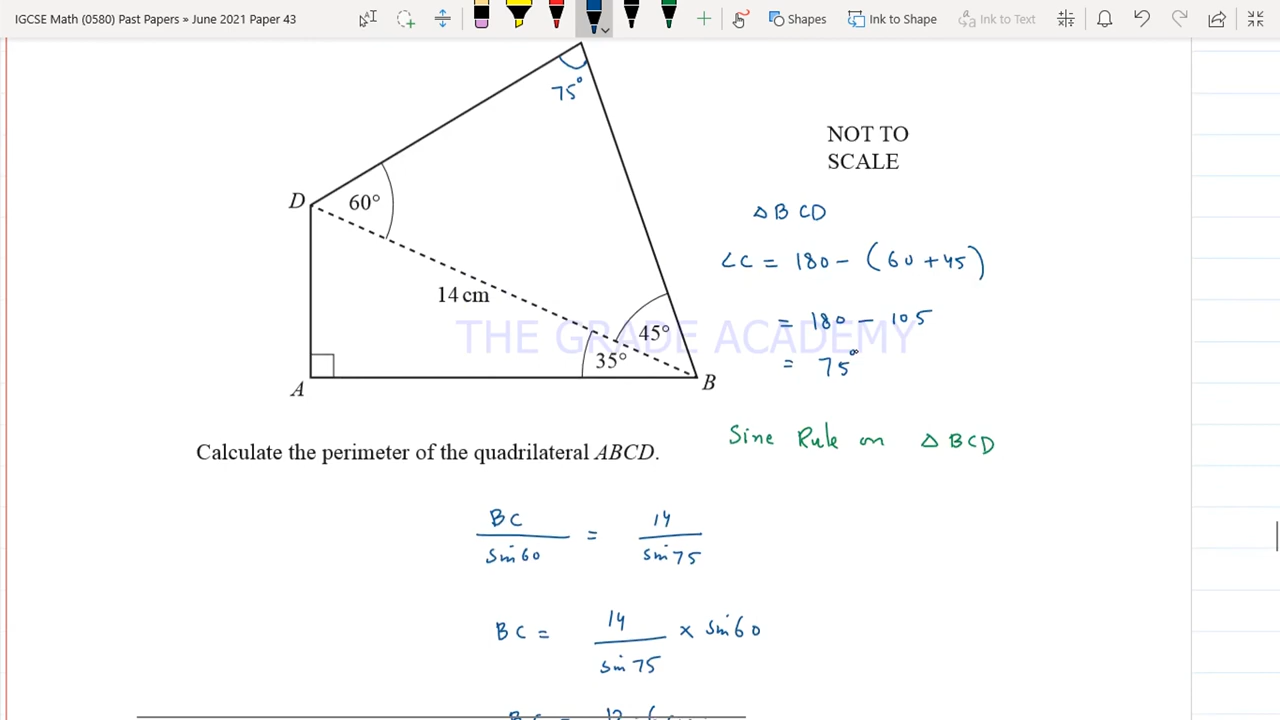 IGCSE Math (0580) Past Papers » June 2021 Paper 43
Shapes
Ink to Shape
Ink to Text
75°
NOT TO
SCALE
D
60°
△BCD
∠C = 180 - (60+45)
14 cm
= 180 - 105
THE GRADE ACADEMY
45°
35°
= 75°
A
B
Sine Rule on △BCD
Calculate the perimeter of the quadrilateral ABCD.
BC / sin 60 = 14 / sin 75
BC = 14 / sin 75 × sin 60